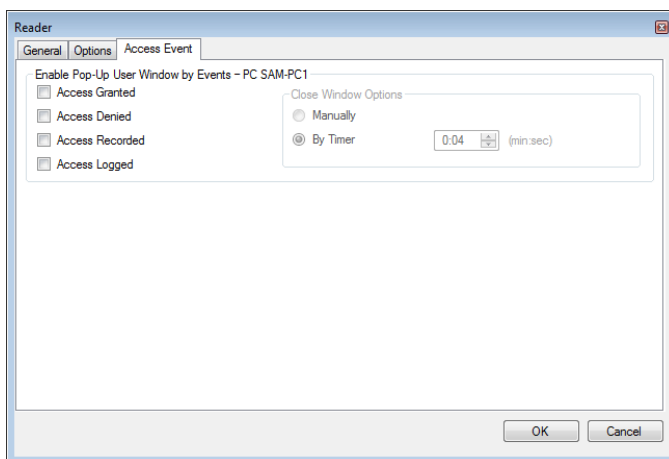 Reader
General Options Access Event
Enable Pop-Up User Window by Events – PC SAM-PC1
Access Granted
Access Denied
Access Recorded
Access Logged
Close Window Options
Manually
By Timer 0:04 (min:sec)
OK Cancel